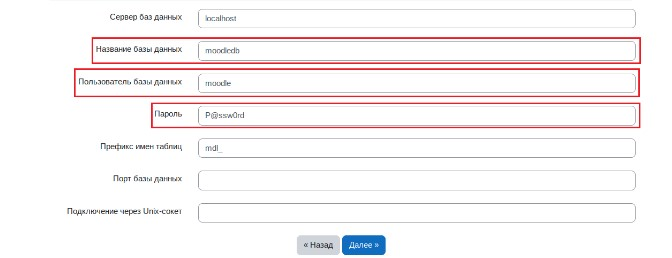 Сервер баз данных localhost
Название базы данных moodledb
Пользователь базы данных moodle
Пароль P@ssw0rd
Префикс имен таблиц mdl_
Порт базы данных
Подключение через Unix-сокет
« Назад Далее »